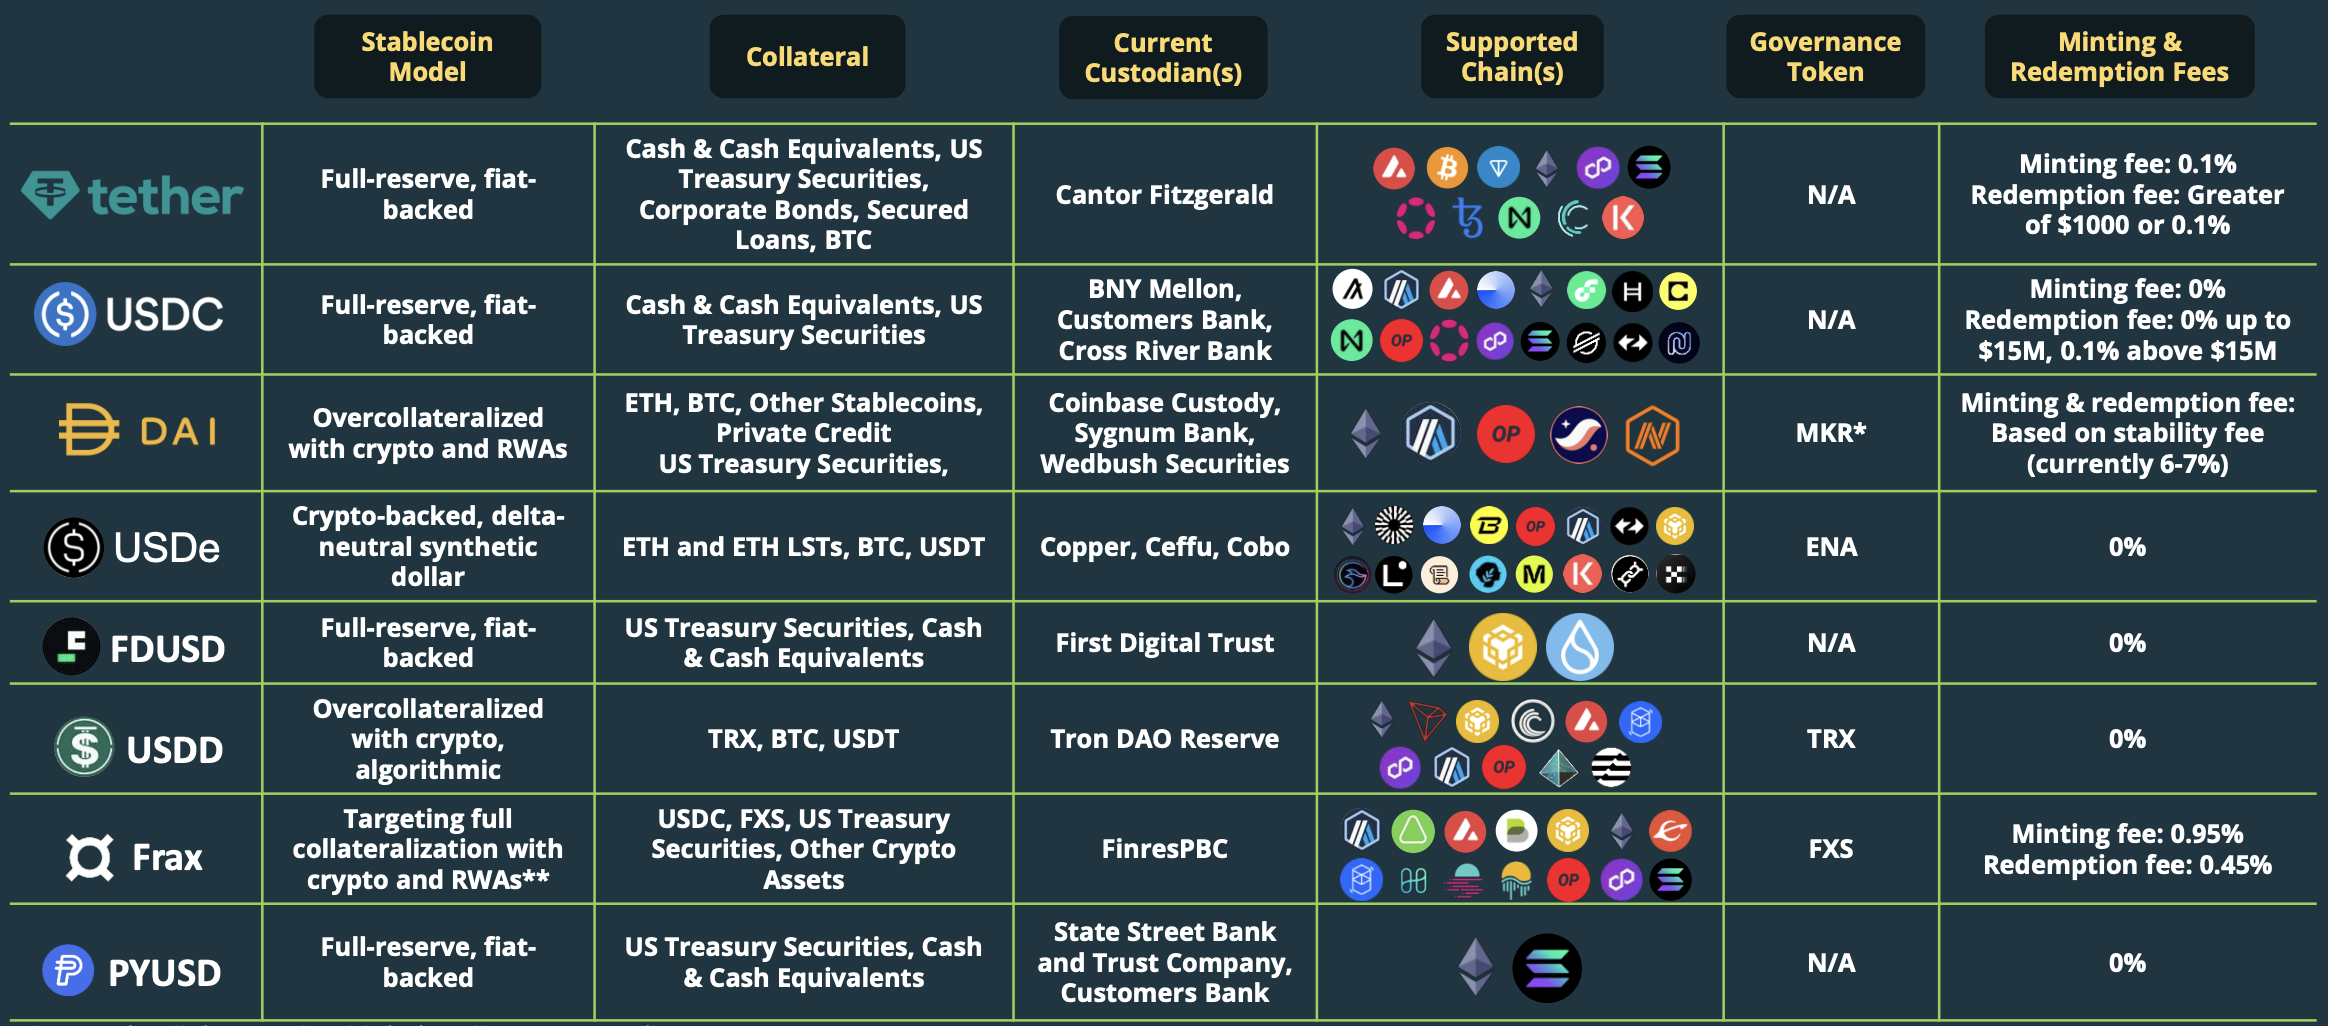 Stablecoin
Model
Collateral
Current
Custodian(s)
Supported
Chain(s)
Governance
Token
Minting &
Redemption Fees
tether
Full-reserve, fiat-
backed
Cash & Cash Equivalents, US
Treasury Securities,
Corporate Bonds, Secured
Loans, BTC
Cantor Fitzgerald
N/A
Minting fee: 0.1%
Redemption fee: Greater
of $1000 or 0.1%
USDC
Full-reserve, fiat-
backed
Cash & Cash Equivalents, US
Treasury Securities
BNY Mellon,
Customers Bank,
Cross River Bank
OP
N/A
Minting fee: 0%
Redemption fee: 0% up to
$15M, 0.1% above $15M
DAI
Overcollateralized
with crypto and RWAs
ETH, BTC, Other Stablecoins,
Private Credit
US Treasury Securities,
Coinbase Custody,
Sygnum Bank,
Wedbush Securities
OP
MKR*
Minting & redemption fee:
Based on stability fee
(currently 6-7%)
USDe
Crypto-backed, delta-
neutral synthetic
dollar
ETH and ETH LSTs, BTC, USDT
Copper, Ceffu, Cobo
OP
ENA
0%
FDUSD
Full-reserve, fiat-
backed
US Treasury Securities, Cash
& Cash Equivalents
First Digital Trust
N/A
0%
USDD
Overcollateralized
with crypto,
algorithmic
TRX, BTC, USDT
Tron DAO Reserve
OP
TRX
0%
Frax
Targeting full
collateralization with
crypto and RWAs**
USDC, FXS, US Treasury
Securities, Other Crypto
Assets
FinresPBC
OP
FXS
Minting fee: 0.95%
Redemption fee: 0.45%
PYUSD
Full-reserve, fiat-
backed
US Treasury Securities, Cash
& Cash Equivalents
State Street Bank
and Trust Company,
Customers Bank
N/A
0%